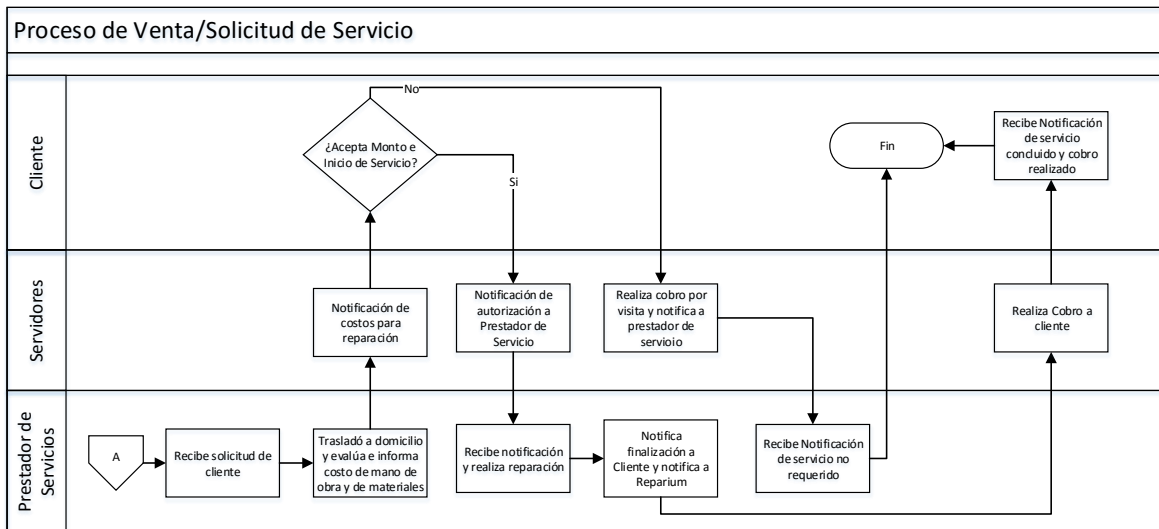 Proceso de Venta/Solicitud de Servicio
Cliente
No
¿Acepta Monto e
Inicio de Servicio?
Si
Fin
Recibe Notificación
de servicio
concluido y cobro
realizado
Servidores
Notificación de
costos para
reparación
Notificación de
autorización a
Prestador de
Servicio
Realiza cobro por
visita y notifica a
prestador de
servioio
Realiza Cobro a
cliente
Prestador de
Servicios
A
Recibe solicitud de
cliente
Trasladó a domicilio
y evalúa e informa
costo de mano de
obra y de materiales
Recibe notificación
y realiza reparación
Notifica
finalización a
Cliente y notifica a
Reparium
Recibe Notificación
de servicio no
requerido